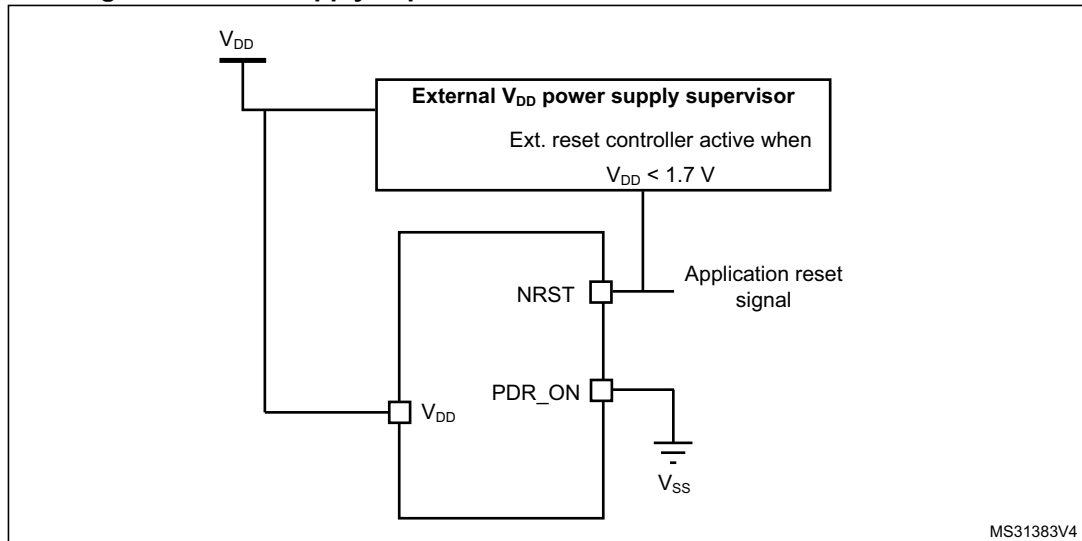 V_DD
External V_DD power supply supervisor
Ext. reset controller active when
V_DD < 1.7 V
NRST
Application reset
signal
PDR_ON
V_DD
V_SS
MS31383V4